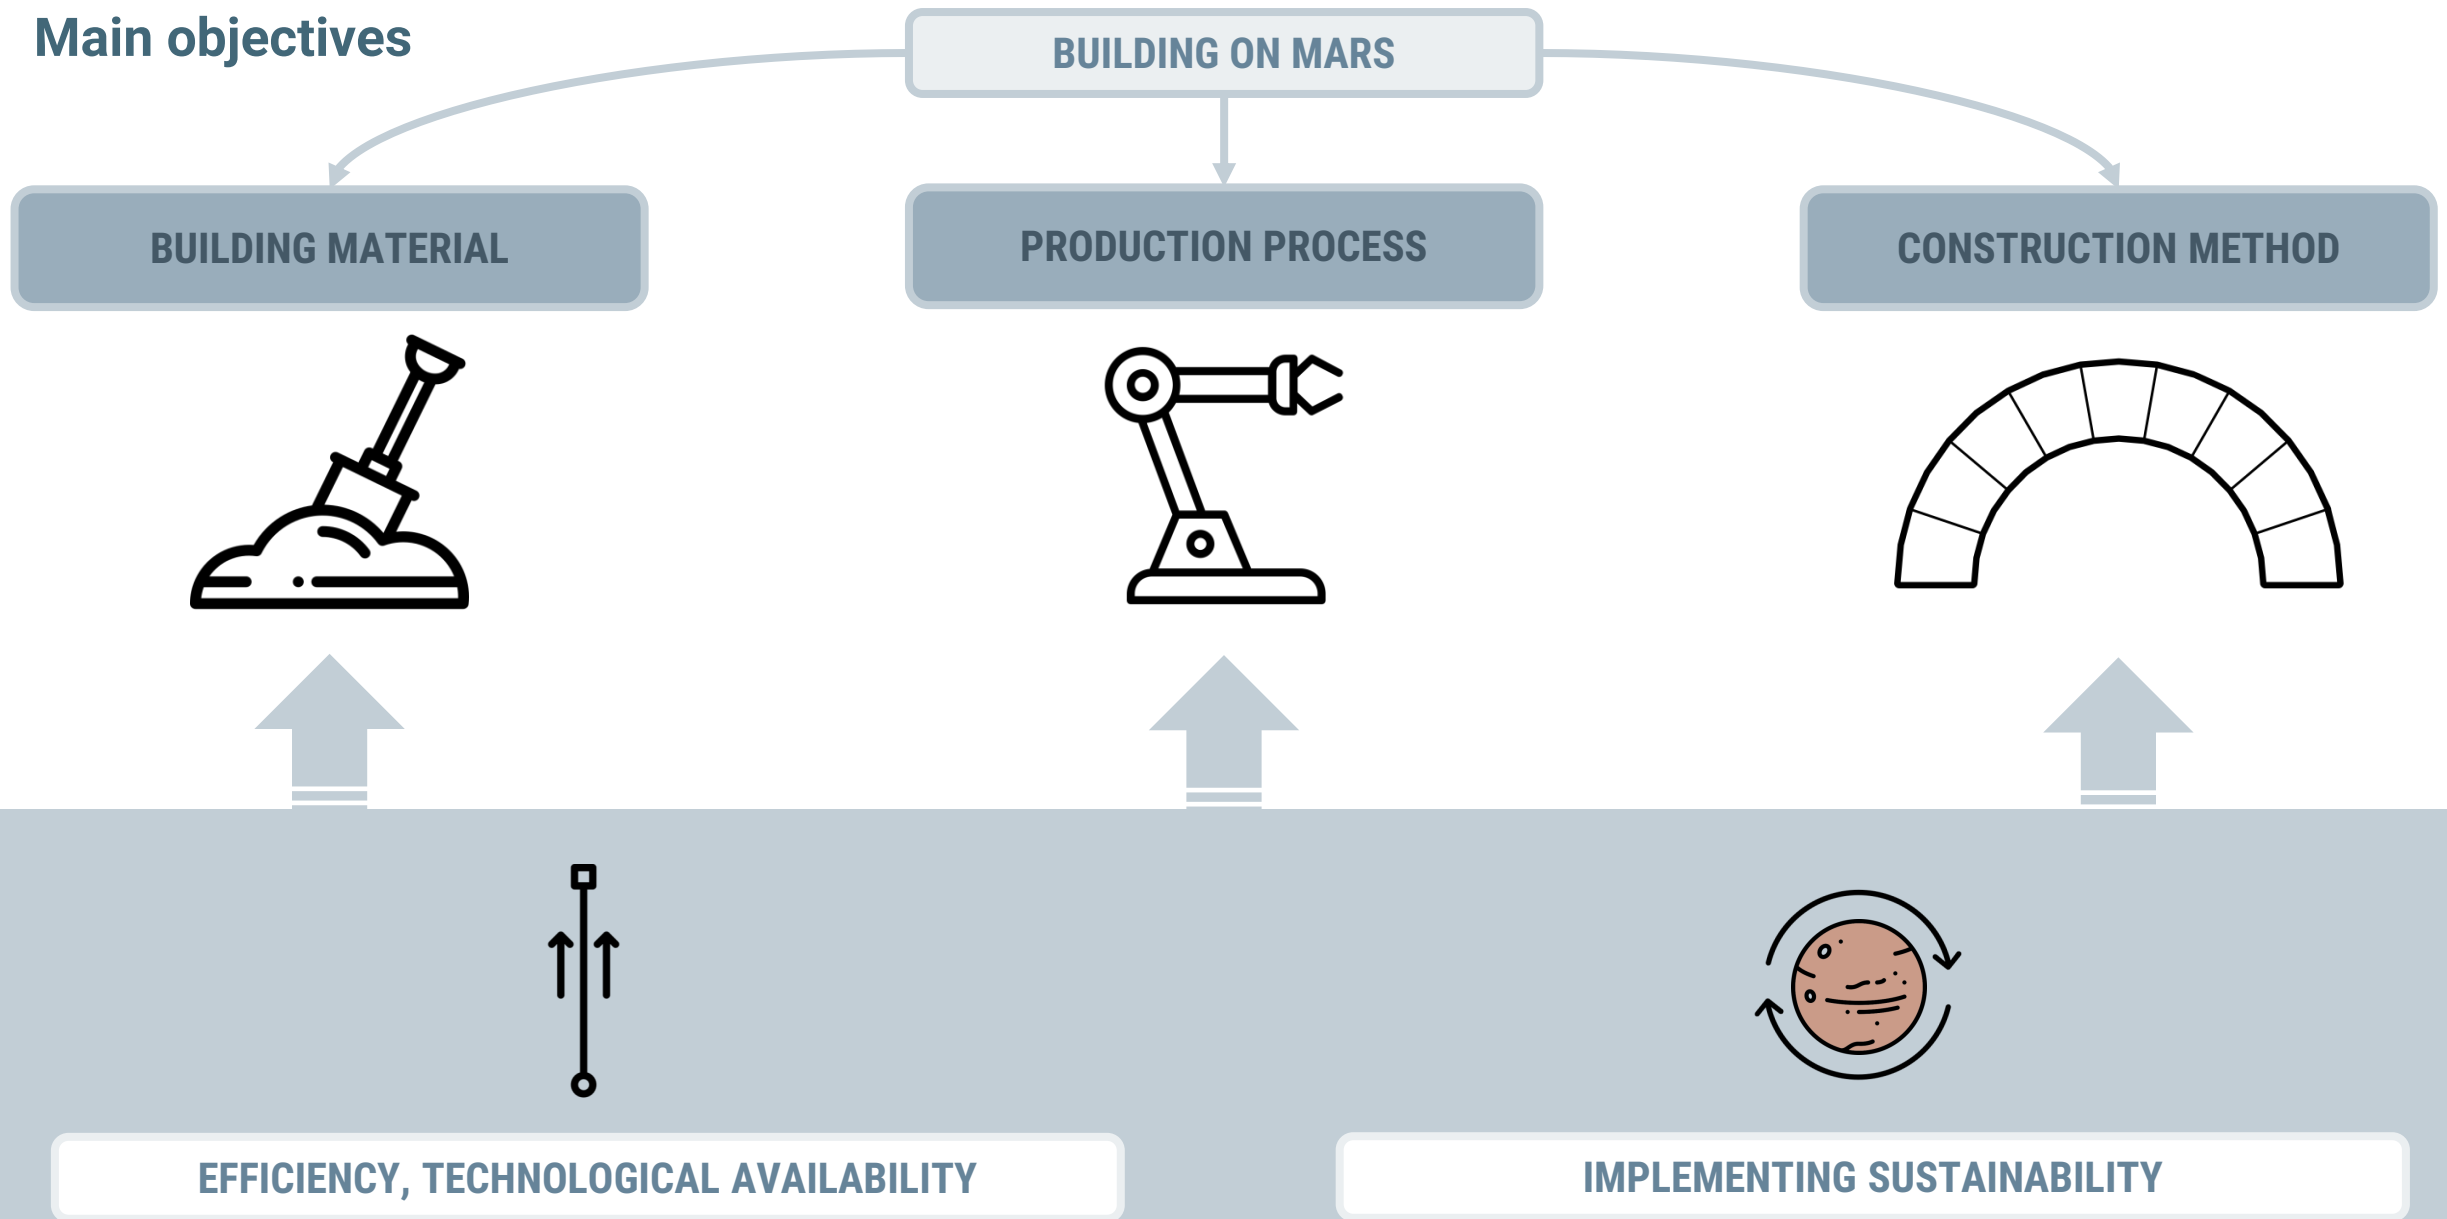 Main objectives
BUILDING ON MARS
BUILDING MATERIAL
PRODUCTION PROCESS
CONSTRUCTION METHOD
EFFICIENCY, TECHNOLOGICAL AVAILABILITY
IMPLEMENTING SUSTAINABILITY